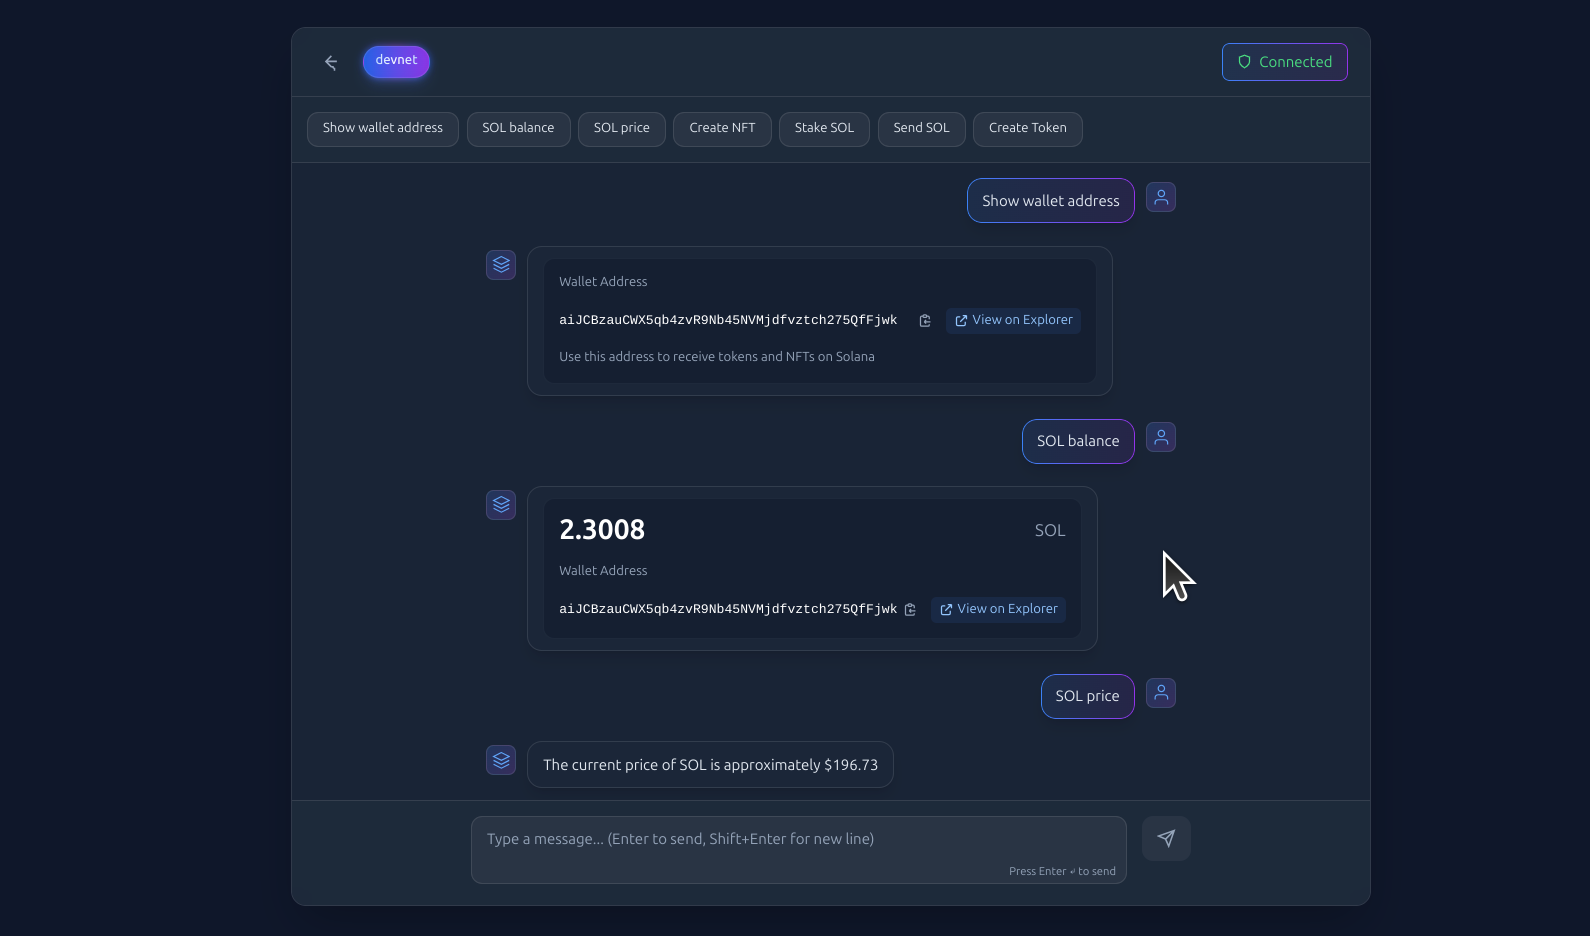 devnet
Connected
Show wallet address
SOL balance
SOL price
Create NFT
Stake SOL
Send SOL
Create Token
Show wallet address
Wallet Address
aiJCBzauCWX5qb4zvR9Nb45NVMjdfvztch275QfFjwk
View on Explorer
Use this address to receive tokens and NFTs on Solana
SOL balance
2.3008
SOL
Wallet Address
aiJCBzauCWX5qb4zvR9Nb45NVMjdfvztch275QfFjwk
View on Explorer
SOL price
The current price of SOL is approximately $196.73
Type a message... (Enter to send, Shift+Enter for new line)
Press Enter ↵ to send